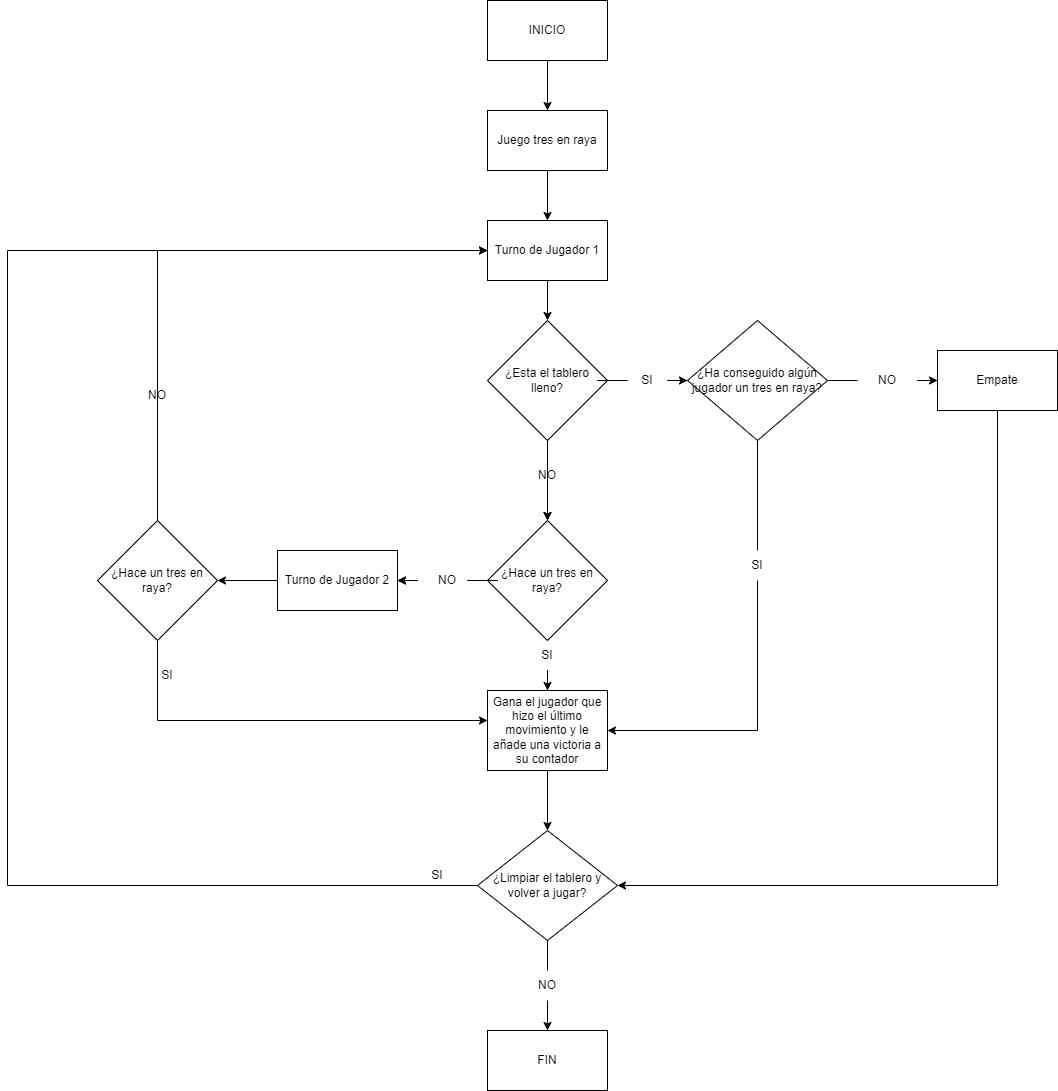 INICIO
Juego tres en raya
Turno de Jugador 1
¿Esta el tablero
lleno?
SI
¿Ha conseguido algún
jugador un tres en raya?
NO
Empate
NO
NO
SI
¿Hace un tres en
raya?
Turno de Jugador 2
NO
¿Hace un tres en
raya?
SI
SI
Gana el jugador que
hizo el último
movimiento y le
añade una victoria a
su contador
SI
¿Limpiar el tablero y
volver a jugar?
NO
FIN